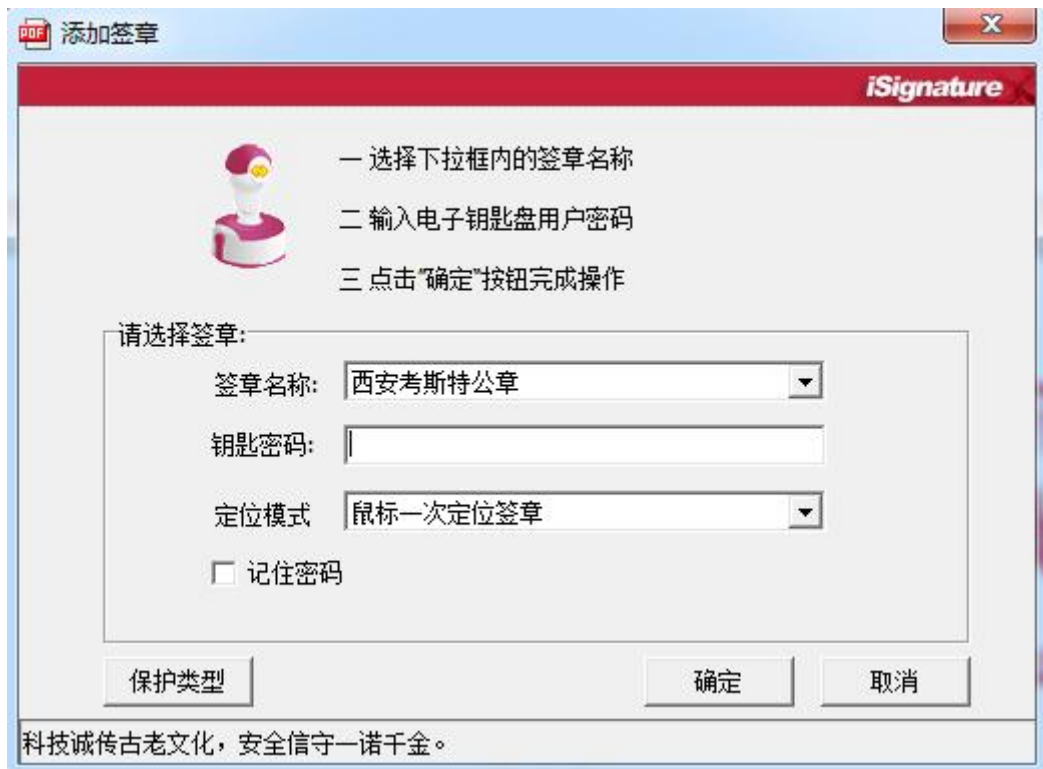 PDF 添加签章
iSignature
一 选择下拉框内的签章名称
二 输入电子钥匙盘用户密码
三 点击"确定"按钮完成操作
请选择签章:
签章名称: 西安考斯特公章
钥匙密码:
定位模式 鼠标一次定位签章
记住密码
保护类型 确定 取消
科技诚传古老文化，安全信守一诺千金。